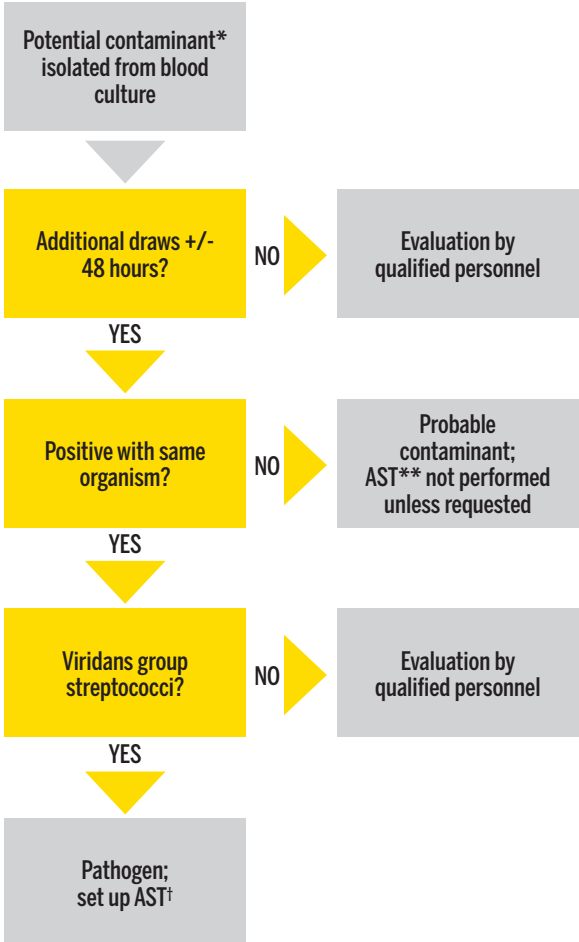 Potential contaminant*
isolated from blood
culture
Additional draws +/-
48 hours?
NO
Evaluation by
qualified personnel
YES
Positive with same
organism?
NO
Probable
contaminant;
AST** not performed
unless requested
YES
Viridans group
streptococci?
NO
Evaluation by
qualified personnel
YES
Pathogen;
set up AST†